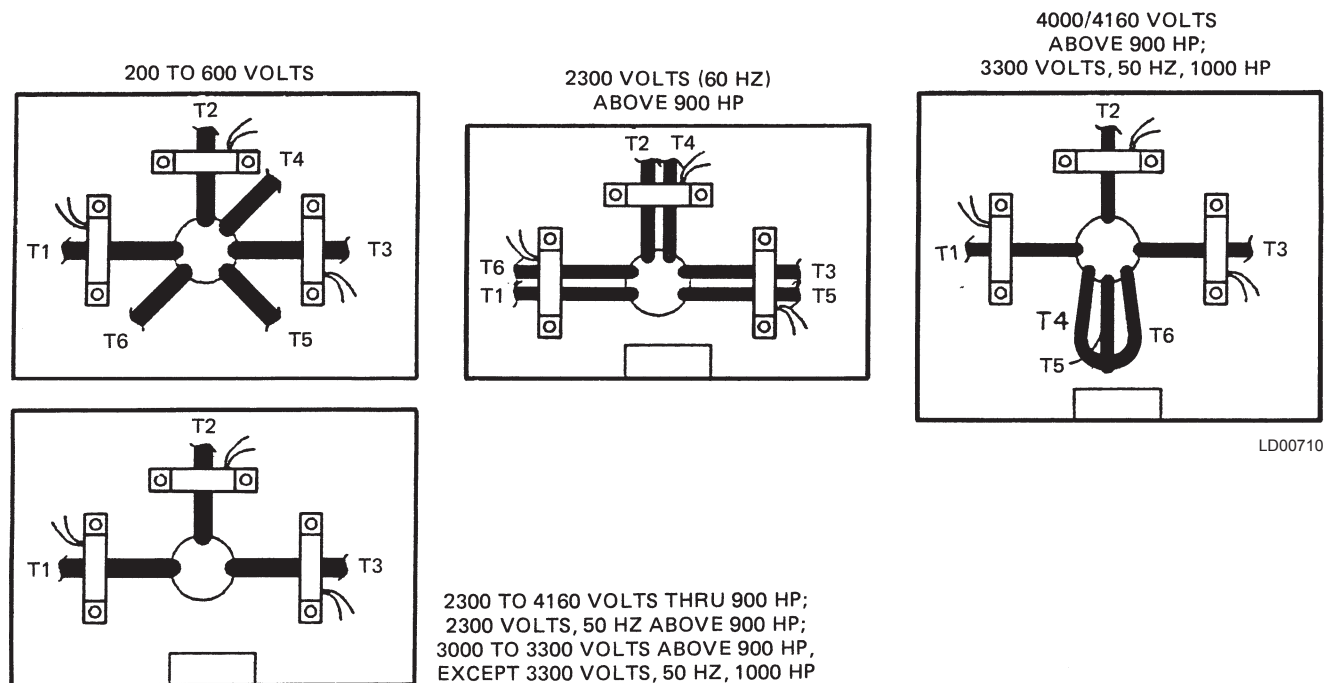 200 TO 600 VOLTS
T2
T4
T1
T3
T6
T5
2300 VOLTS (60 HZ)
ABOVE 900 HP
T2 T4
T6
T3
T1
T5
4000/4160 VOLTS
ABOVE 900 HP;
3300 VOLTS, 50 HZ, 1000 HP
T2
T1
T3
T4
T6
T5
LD00710
T2
T1
T3
2300 TO 4160 VOLTS THRU 900 HP;
2300 VOLTS, 50 HZ ABOVE 900 HP;
3000 TO 3300 VOLTS ABOVE 900 HP,
EXCEPT 3300 VOLTS, 50 HZ, 1000 HP